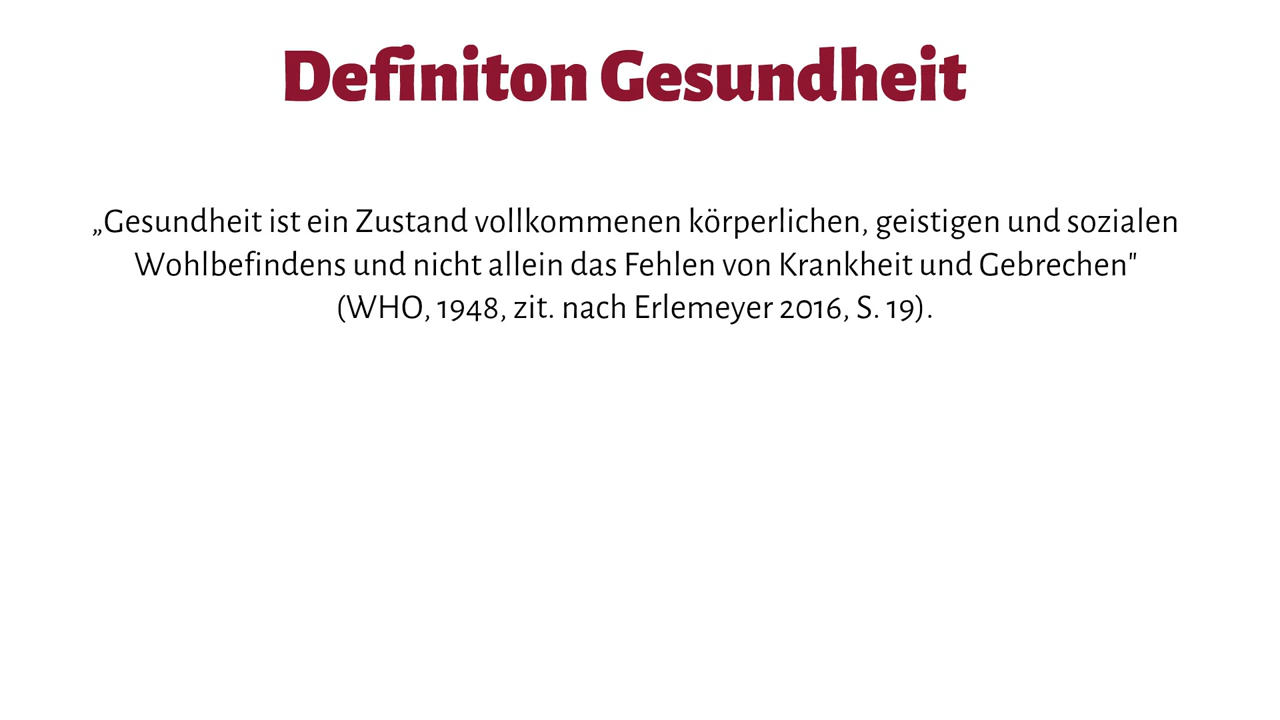 Definiton Gesundheit
„Gesundheit ist ein Zustand vollkommenen körperlichen, geistigen und sozialen
Wohlbefindens und nicht allein das Fehlen von Krankheit und Gebrechen"
(WHO, 1948, zit. nach Erlemeyer 2016, S. 19).